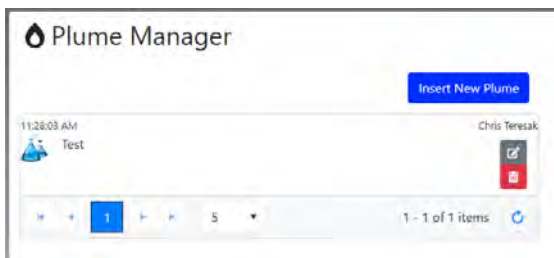 Plume Manager
Insert New Plume
11:28:03 AM Chris Teresak
Test
1 5 1 - 1 of 1 items